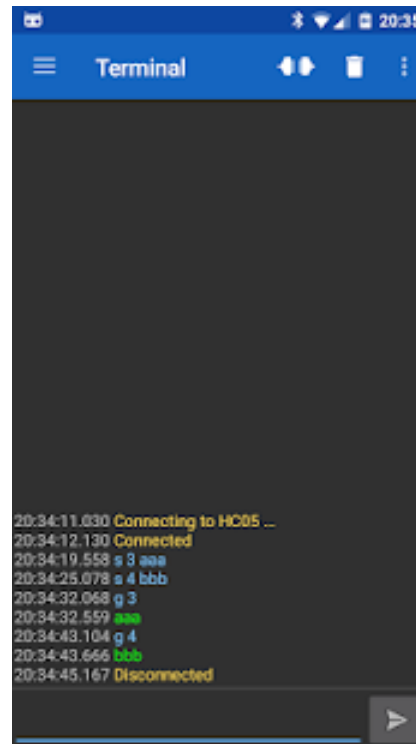 20:35
Terminal
20:34:11.030 Connecting to HC05 ...
20:34:12.130 Connected
20:34:19.558 s 3 aaa
20:34:25.078 s 4 bbb
20:34:32.068 g 3
20:34:32.559 aaa
20:34:43.104 g 4
20:34:43.666 bbb
20:34:45.167 Disconnected